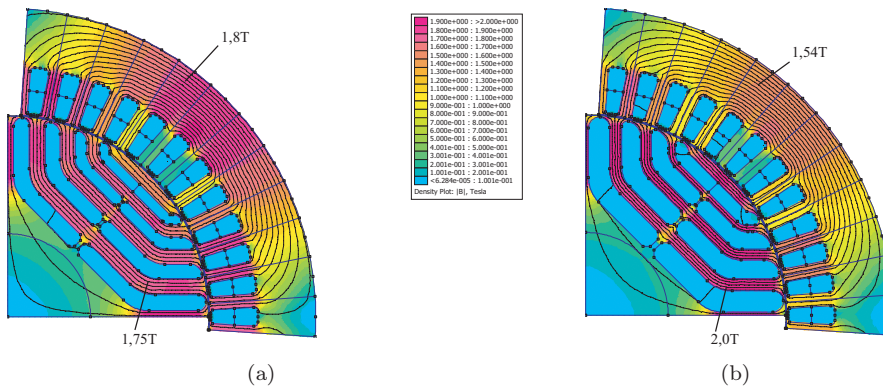 1,8T
1,75T
(a)
1.900e+000 : >2.000e+000
1.800e+000 : 1.900e+000
1.700e+000 : 1.800e+000
1.600e+000 : 1.700e+000
1.500e+000 : 1.600e+000
1.400e+000 : 1.500e+000
1.300e+000 : 1.400e+000
1.200e+000 : 1.300e+000
1.100e+000 : 1.200e+000
1.000e+000 : 1.100e+000
9.000e-001 : 1.000e+000
8.000e-001 : 9.000e-001
7.000e-001 : 8.000e-001
6.000e-001 : 7.000e-001
5.000e-001 : 6.000e-001
4.001e-001 : 5.000e-001
3.001e-001 : 4.001e-001
2.001e-001 : 3.001e-001
1.001e-001 : 2.001e-001
<6.284e-005 : 1.001e-001
Density Plot: |B|, Tesla
1,54T
2,0T
(b)